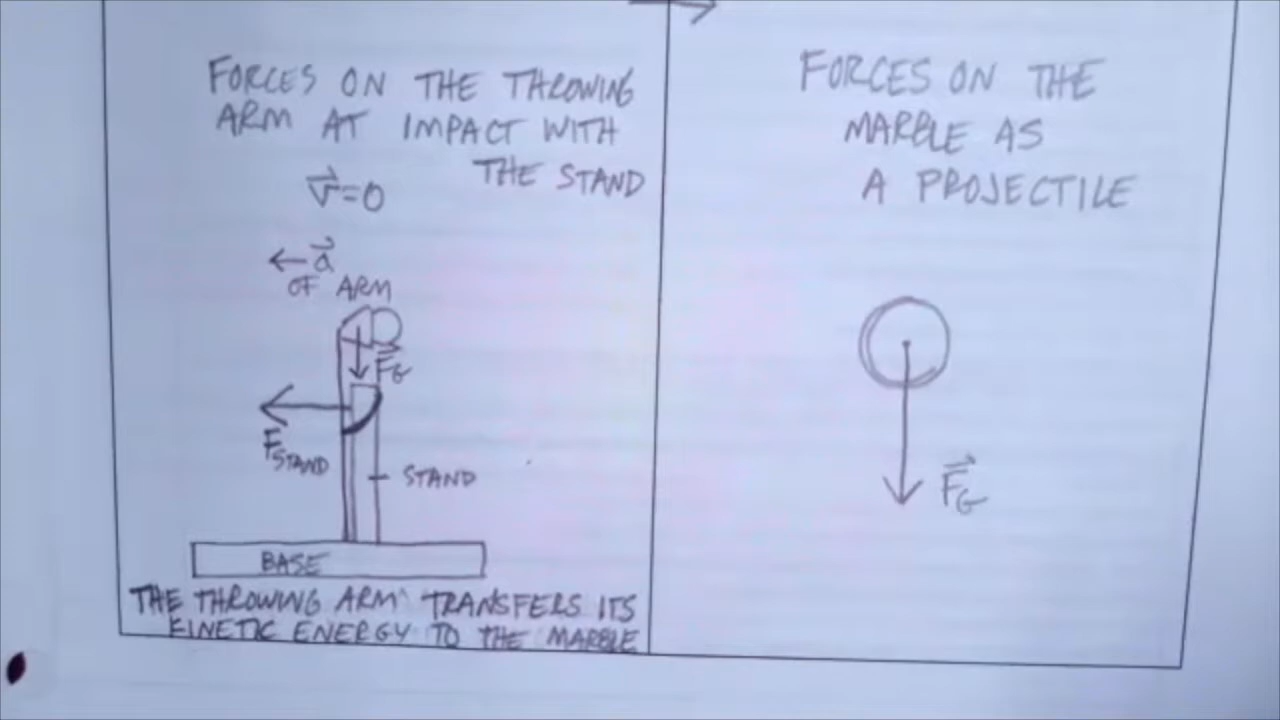 FORCES ON THE THROWING
ARM AT IMPACT WITH
THE STAND
v⃗=0
←a⃗
OF ARM
F⃗G
FSTAND
STAND
BASE
THE THROWING ARM TRANSFERS ITS
KINETIC ENERGY TO THE MARBLE
FORCES ON THE
MARBLE AS
A PROJECTILE
F⃗G